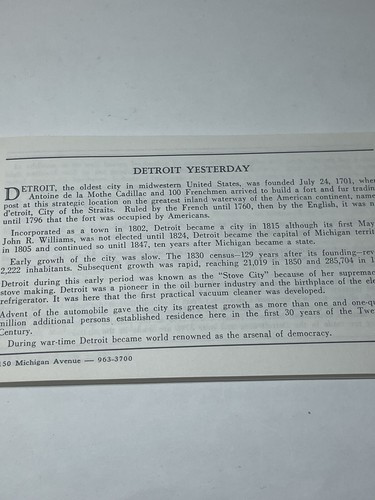 DETROIT YESTERDAY
DETROIT, the oldest city in midwestern United States, was founded July 24, 1701, when
Antoine de la Mothe Cadillac and 100 Frenchmen arrived to build a fort and fur trading
post at this strategic location on the greatest inland waterway of the American continent,
d'etroit, City of the Straits. Ruled by the French until 1760, then by the English, it was
until 1796 that the fort was occupied by Americans.
Incorporated as a town in 1802, Detroit became a city in 1815 although its first
John R. Williams, was not elected until 1824, Detroit became the capital of Michigan
in 1805 and continued so unitl 1847, ten years after Michigan became a state.
Early growth of the city was slow. The 1830 census—129 years after its founding—
2,222 inhabitants. Subsequent growth was rapid, reaching 21,019 in 1850 and 285,704 in
Detroit during this early period was known as the "Stove City" because of her
stove making. Detroit was a pioneer in the oil burner industry and the birthplace of the
refrigerator. It was here that the first practical vacuum cleaner was developed.
Advent of the automobile gave the city its greatest growth as more than one and
million additional persons established residence here in the first 30 years of the
Century.
During war-time Detroit became world renowned as the arsenal of democracy.
150 Michigan Avenue — 963-3700